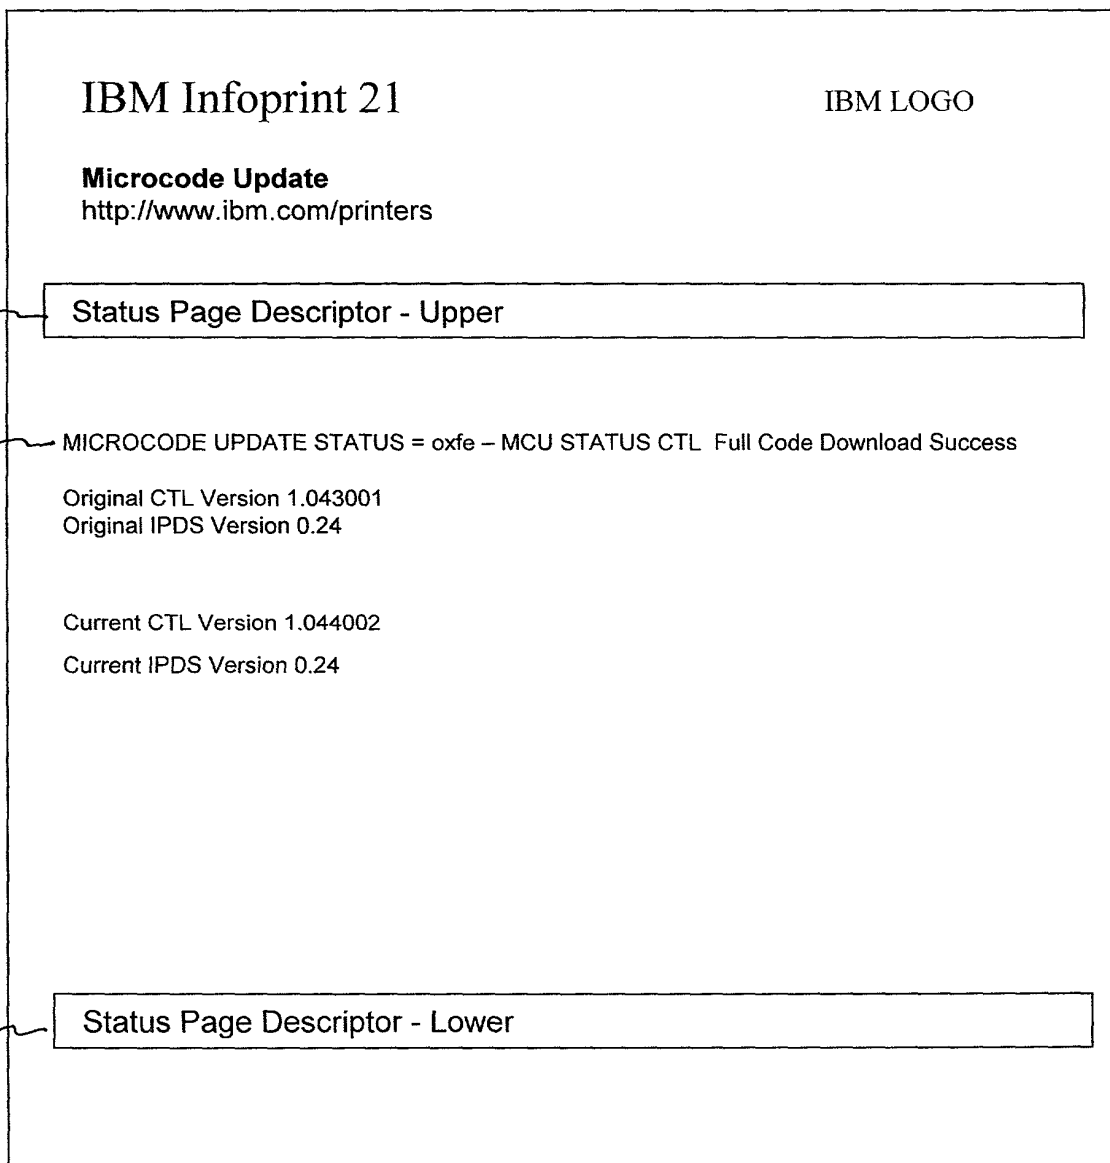 IBM Infoprint 21
IBM LOGO
Microcode Update
http://www.ibm.com/printers
Status Page Descriptor - Upper
MICROCODE UPDATE STATUS = oxfe – MCU STATUS CTL Full Code Download Success
Original CTL Version 1.043001
Original IPDS Version 0.24
Current CTL Version 1.044002
Current IPDS Version 0.24
Status Page Descriptor - Lower